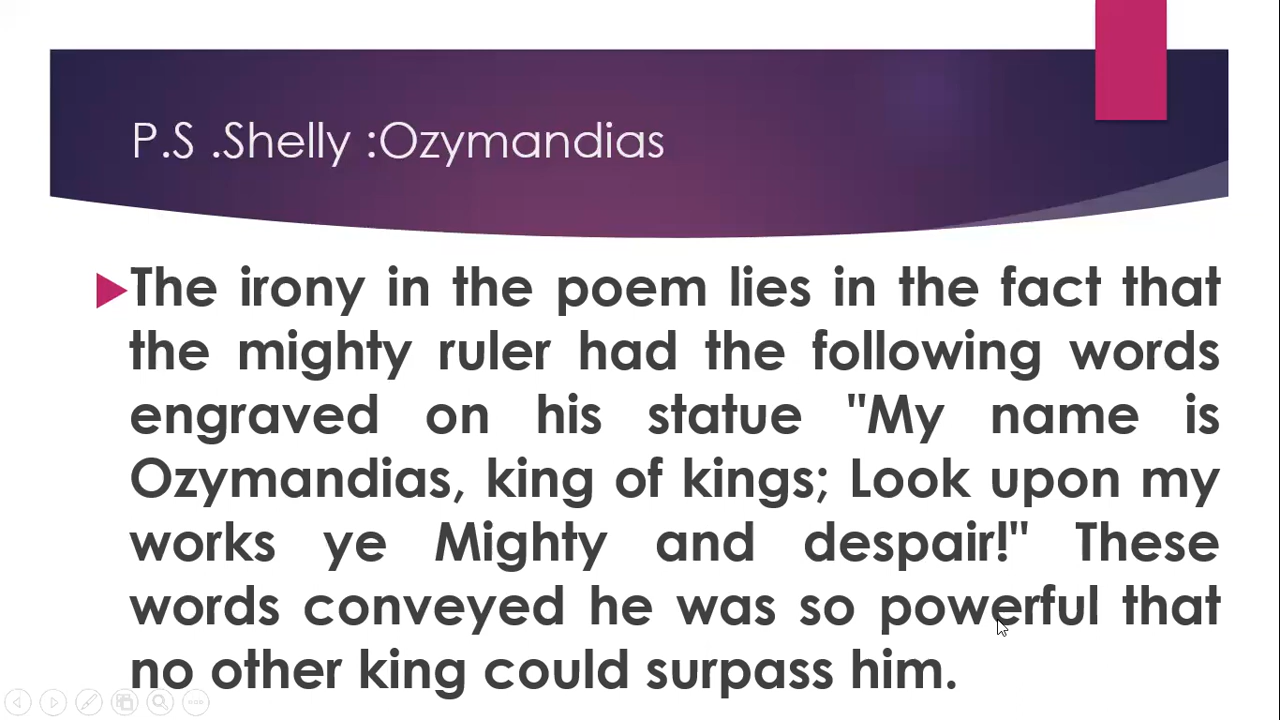 P.S .Shelly :Ozymandias
The irony in the poem lies in the fact that
the mighty ruler had the following words
engraved on his statue "My name is
Ozymandias, king of kings; Look upon my
works ye Mighty and despair!" These
words conveyed he was so powerful that
no other king could surpass him.